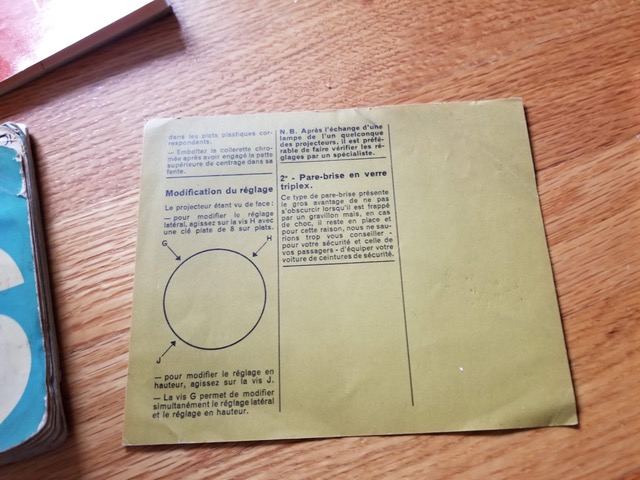 dans les plots plastiques cor-
respondants.
— Emboîtez la collerette chro-
mée après avoir engagé la patte
supérieure de centrage dans sa
fente.
Modification du réglage
Le projecteur étant vu de face :
— pour modifier le réglage
latéral, agissez sur la vis H avec
une clé plate de 8 sur plats.
G
H
J
— pour modifier le réglage en
hauteur, agissez sur la vis J.
— La vis G permet de modifier
simultanément le réglage latéral
et le réglage en hauteur.
N.B. Après l'échange d'une
lampe de l'un quelconque
des projecteurs, il est préfé-
rable de faire vérifier les ré-
glages par un spécialiste.
2° - Pare-brise en verre
triplex.
Ce type de pare-brise présente
le gros avantage de ne pas
s'obscurcir lorsqu'il est frappé
par un gravillon mais, en cas
de choc, il reste en place et
pour cette raison, nous ne sau-
rions trop vous conseiller -
pour votre sécurité et celle de
vos passagers - d'équiper votre
voiture de ceintures de sécurité.